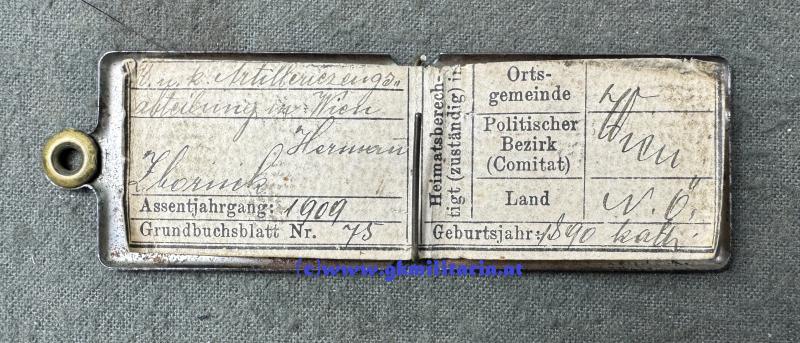 K. u. k. Artilleriezeugs-
abteilung in Wien
Hermann
Zbornik
Assentjahrgang: 1909
Grundbuchsblatt Nr. 75
Heimatsberech-
tigt (zuständig) in
Orts-
gemeinde
Politischer
Bezirk
(Comitat)
Wien
Land N. Ö.
Geburtsjahr: 1890 kath.
(c)www.gkmilitaria.at